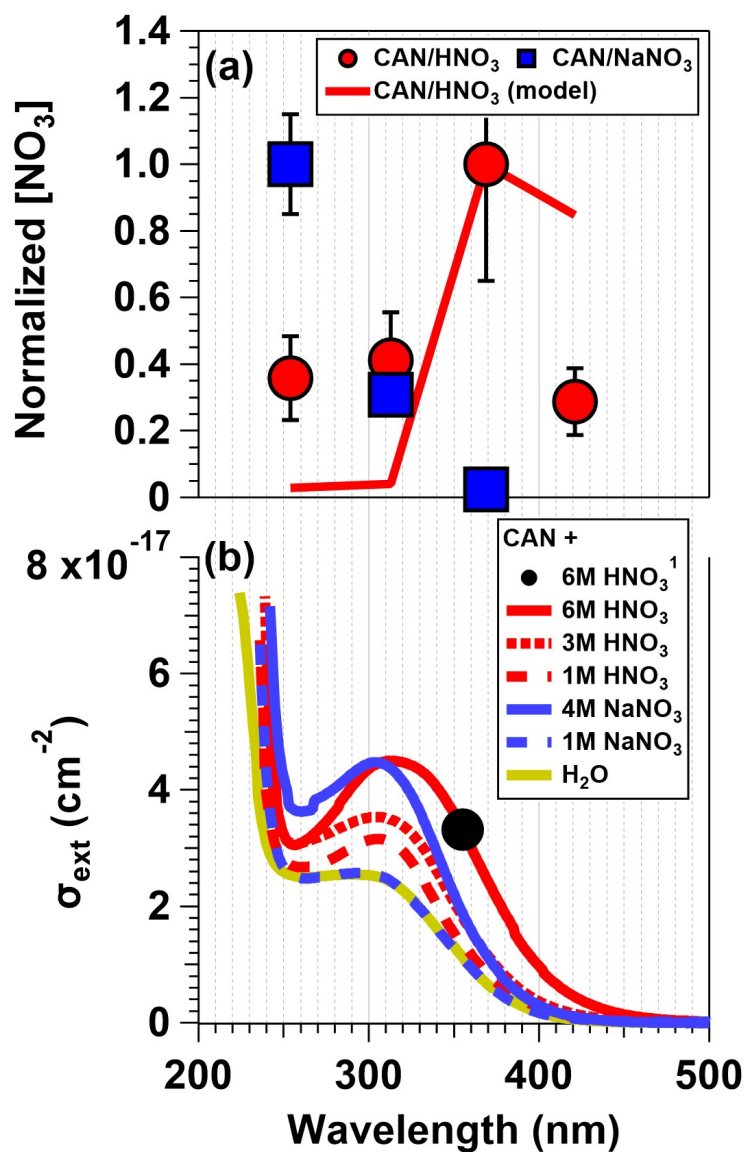 1.4
(a)
CAN/HNO₃ CAN/NaNO₃
CAN/HNO₃ (model)
1.2
1.0
0.8
0.6
0.4
0.2
0
Normalized [NO₃]
(b)
8 x10⁻¹⁷
6
4
2
0
σext (cm⁻²)
CAN +
6M HNO₃¹
6M HNO₃
3M HNO₃
1M HNO₃
4M NaNO₃
1M NaNO₃
H₂O
200 300 400 500
Wavelength (nm)